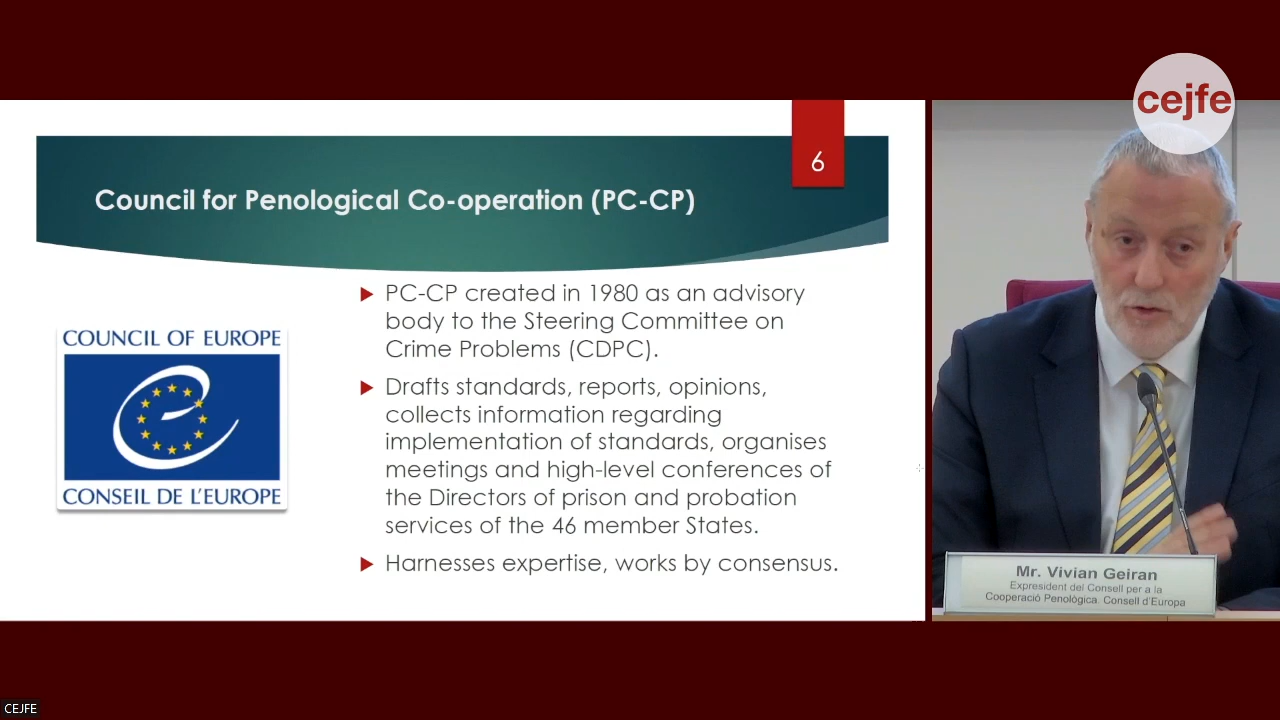 cejfe
6
Council for Penological Co-operation (PC-CP)
PC-CP created in 1980 as an advisory
body to the Steering Committee on
Crime Problems (CDPC).
Drafts standards, reports, opinions,
collects information regarding
implementation of standards, organises
meetings and high-level conferences of
the Directors of prison and probation
services of the 46 member States.
Harnesses expertise, works by consensus.
COUNCIL OF EUROPE
CONSEIL DE L'EUROPE
Mr. Vivian Geiran
Expresident del Consell per a la
Cooperació Penològica. Consell d'Europa
CEJFE